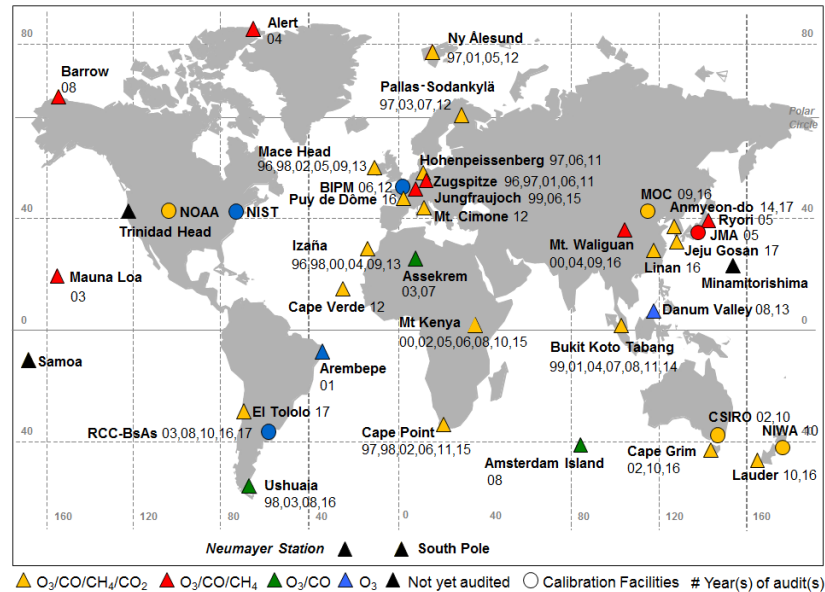 80
Alert
04
Ny Ålesund
97,01,05,12
Barrow
08
Pallas-Sodankylä
97,03,07,12
Polar
Circle
Mace Head
96,98,02,05,09,13
Hohenpeissenberg 97,06,11
BIPM 06,12
Zugspitze 96,97,01,06,11
Puy de Dôme 16
Jungfraujoch 99,06,15
Mt. Cimone 12
MOC 09,16
Anmyeon-do 14,17
Ryori 05
JMA 05
Jeju Gosan 17
40
NOAA
NIST
Trinidad Head
Izaña
96,98,00,04,09,13
Assekrem
03,07
Mt. Waliguan
00,04,09,16
Linan 16
Minamitorishima
Mauna Loa
03
Cape Verde 12
Mt Kenya
00,02,05,06,08,10,15
Danum Valley 08,13
0
0
Samoa
Arembepe
01
Bukit Koto Tabang
99,01,04,07,08,11,14
El Tololo 17
RCC-BsAs 03,08,10,16,17
CSIRO 02,10
NIWA
40
40
Cape Point
97,98,02,06,11,15
Amsterdam Island
08
Cape Grim
02,10,16
Lauder 10,16
Ushuaia
98,03,08,16
160
120
80
40
0
80
120
160
Neumayer Station
South Pole
O3/CO/CH4/CO2
O3/CO/CH4
O3/CO
O3
Not yet audited
Calibration Facilities
# Year(s) of audit(s)